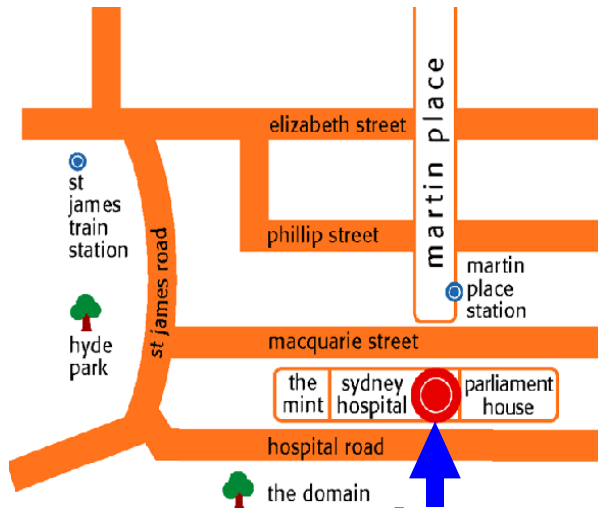 elizabeth street
martin place
st
james
train
station
st james road
phillip street
martin
place
station
hyde
park
macquarie street
the
mint
sydney
hospital
parliament
house
hospital road
the domain